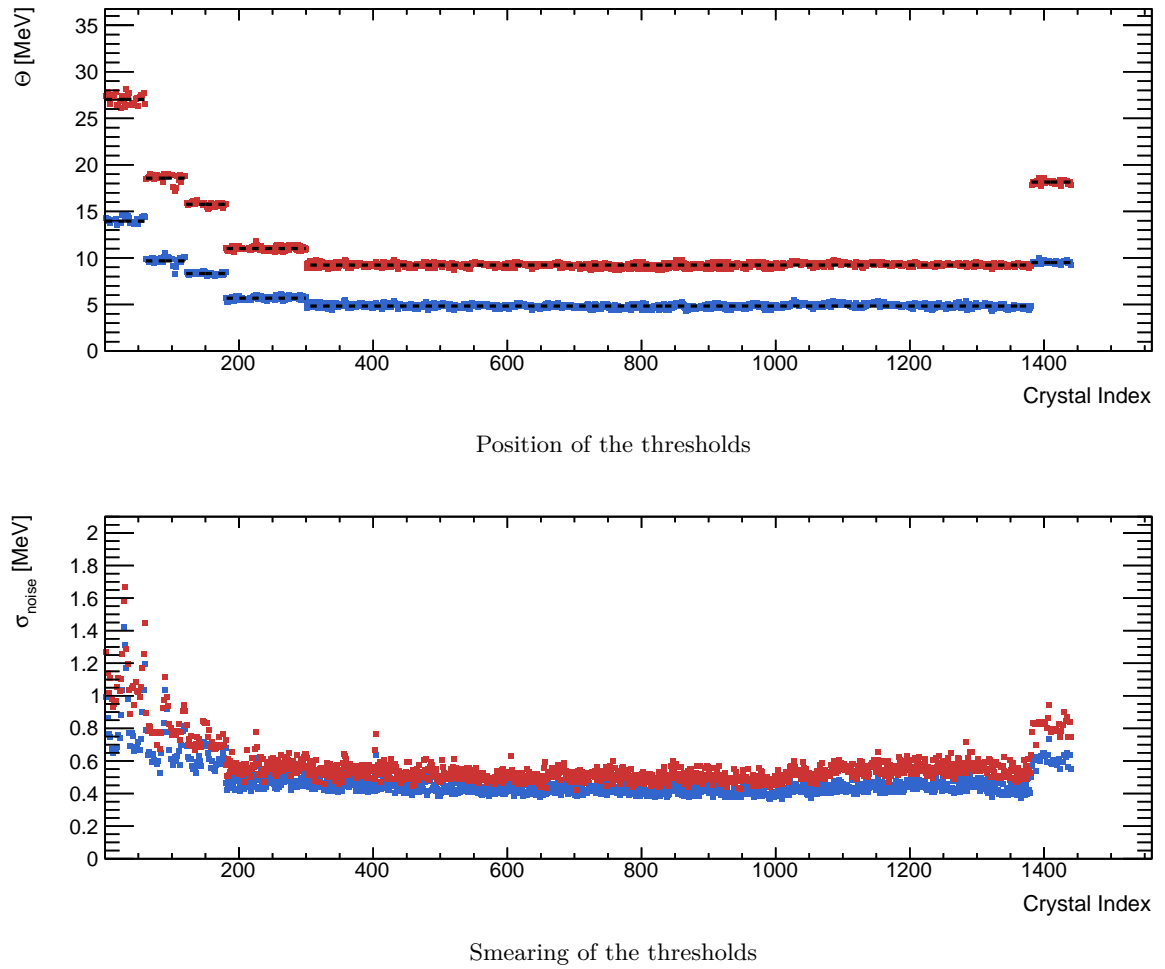 Θ [MeV]
35
30
25
20
15
10
5
0
200 400 600 800 1000 1200 1400
Crystal Index
Position of the thresholds
σnoise [MeV]
2
1.8
1.6
1.4
1.2
1
0.8
0.6
0.4
0.2
0
200 400 600 800 1000 1200 1400
Crystal Index
Smearing of the thresholds